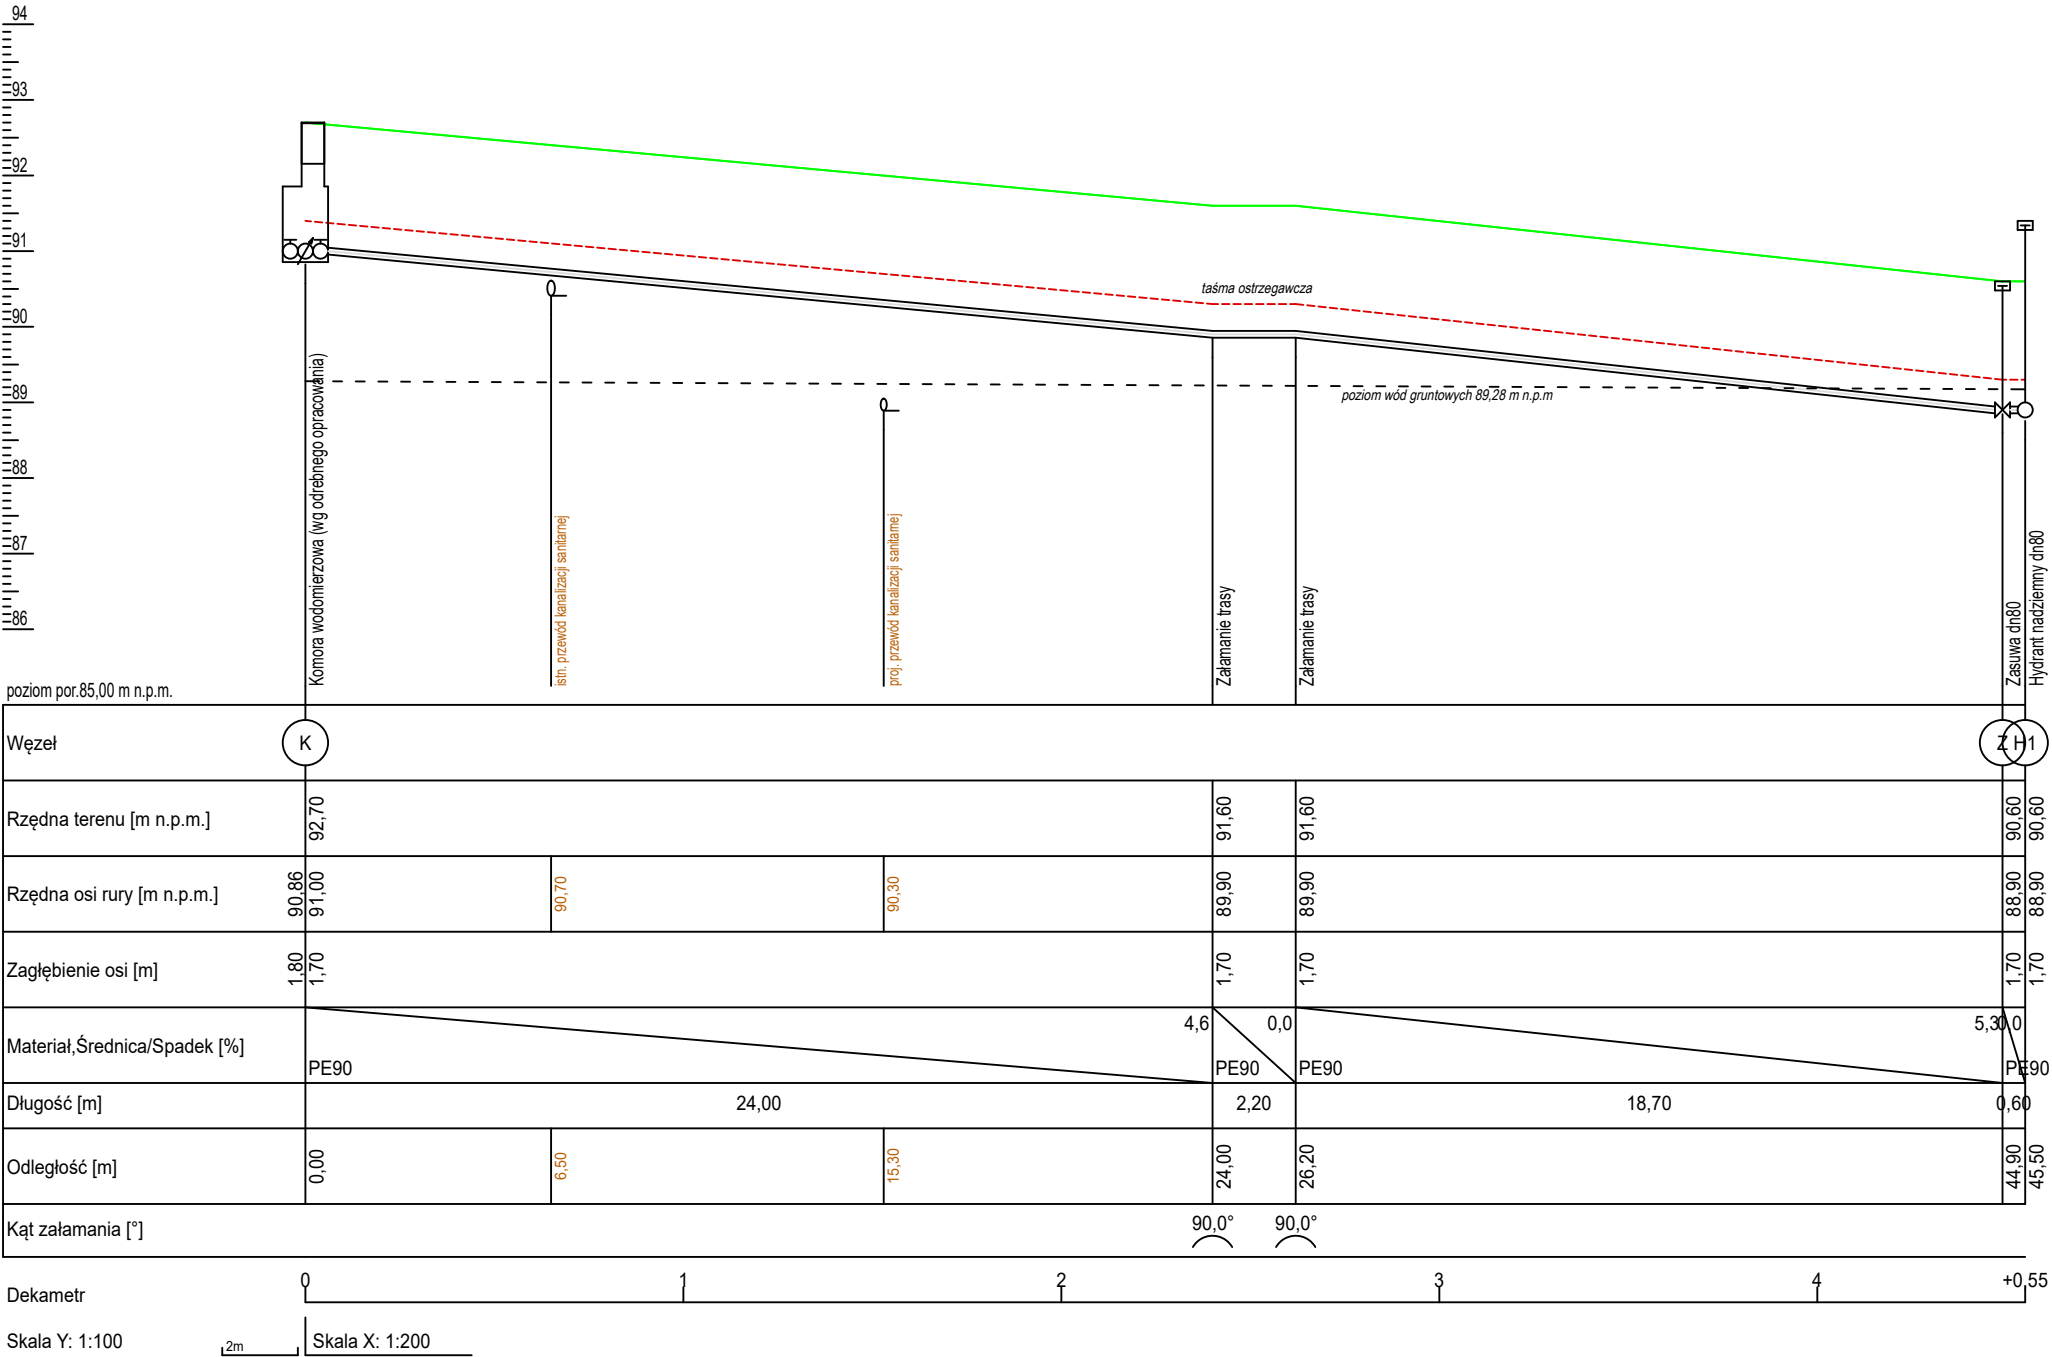 94
93
92
91
90
89
88
87
86
taśma ostrzegawcza
poziom wód gruntowych 89,28 m n.p.m
Komora wodomierzowa (wg odrebnego opracowania)
istn. przewód kanalizacji sanitarnej
proj. przewód kanalizacji sanitarnej
Załamanie trasy
Załamanie trasy
Zasuwa dn80
Hydrant nadziemny dn80
poziom por.85,00 m n.p.m.
Węzeł
K
Z
H1
Rzędna terenu [m n.p.m.]
92,70
91,60
91,60
90,60
90,60
Rzędna osi rury [m n.p.m.]
90,86
91,00
90,70
90,30
89,90
89,90
88,90
88,90
Zagłębienie osi [m]
1,80
1,70
1,70
1,70
1,70
1,70
Materiał,Średnica/Spadek [%]
4,6
0,0
5,3
0,0
PE90
PE90
PE90
PE90
Długość [m]
24,00
2,20
18,70
0,60
Odległość [m]
0,00
6,50
15,30
24,00
26,20
44,90
45,50
Kąt załamania [°]
90,0°
90,0°
Dekametr
0
1
2
3
4
+0,55
Skala Y: 1:100
2m
Skala X: 1:200